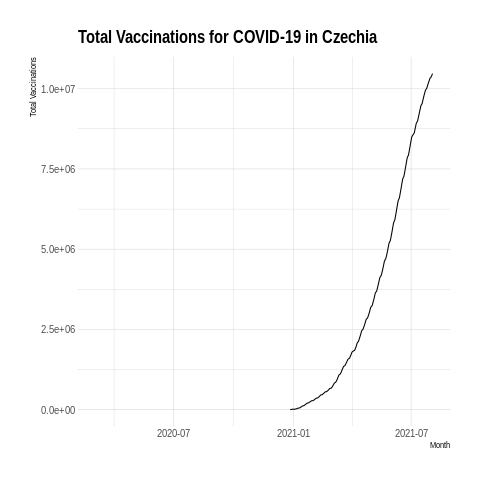 Total Vaccinations for COVID-19 in Czechia
Total Vaccinations
1.0e+07
7.5e+06
5.0e+06
2.5e+06
0.0e+00
2020-07 2021-01 2021-07
Month